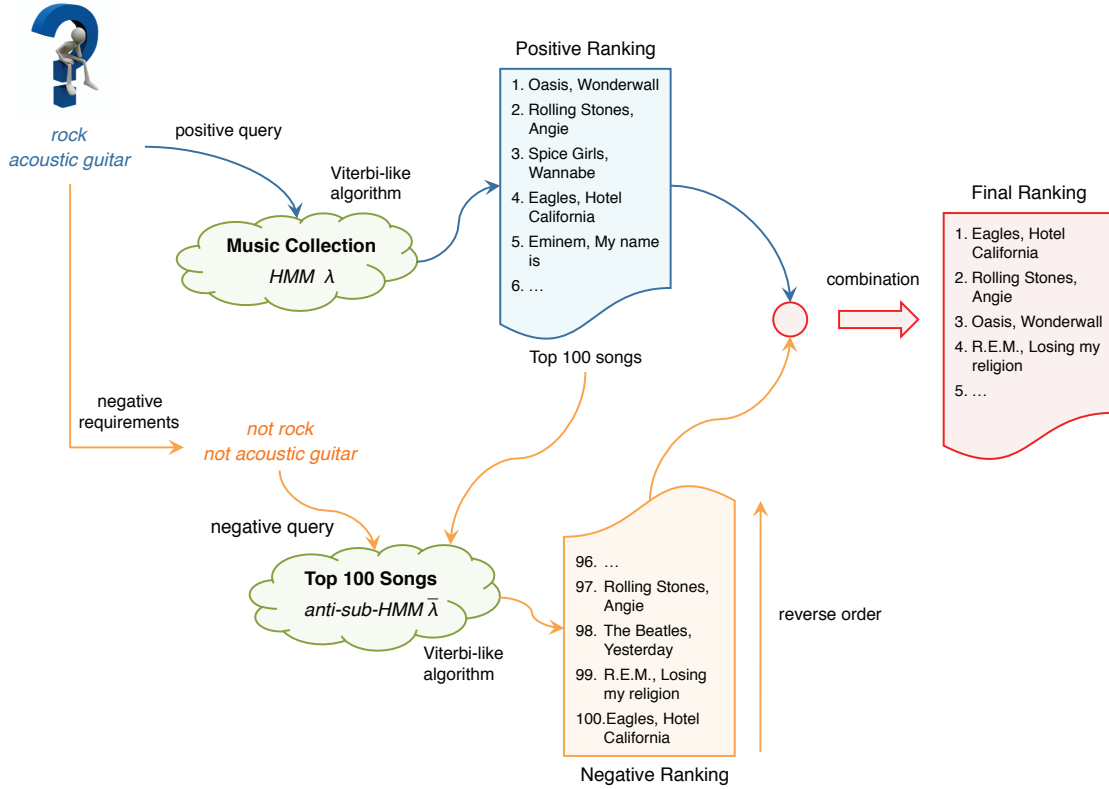 rock
acoustic guitar
positive query
Viterbi-like
algorithm
Music Collection
HMM λ
Positive Ranking
1. Oasis, Wonderwall
2. Rolling Stones,
Angie
3. Spice Girls,
Wannabe
4. Eagles, Hotel
California
5. Eminem, My name
is
6. ...
Top 100 songs
combination
Final Ranking
1. Eagles, Hotel
California
2. Rolling Stones,
Angie
3. Oasis, Wonderwall
4. R.E.M., Losing my
religion
5. ...
negative
requirements
not rock
not acoustic guitar
negative query
Top 100 Songs
anti-sub-HMM λ̅
Viterbi-like
algorithm
96. ...
97. Rolling Stones,
Angie
98. The Beatles,
Yesterday
99. R.E.M., Losing
my religion
100.Eagles, Hotel
California
Negative Ranking
reverse order